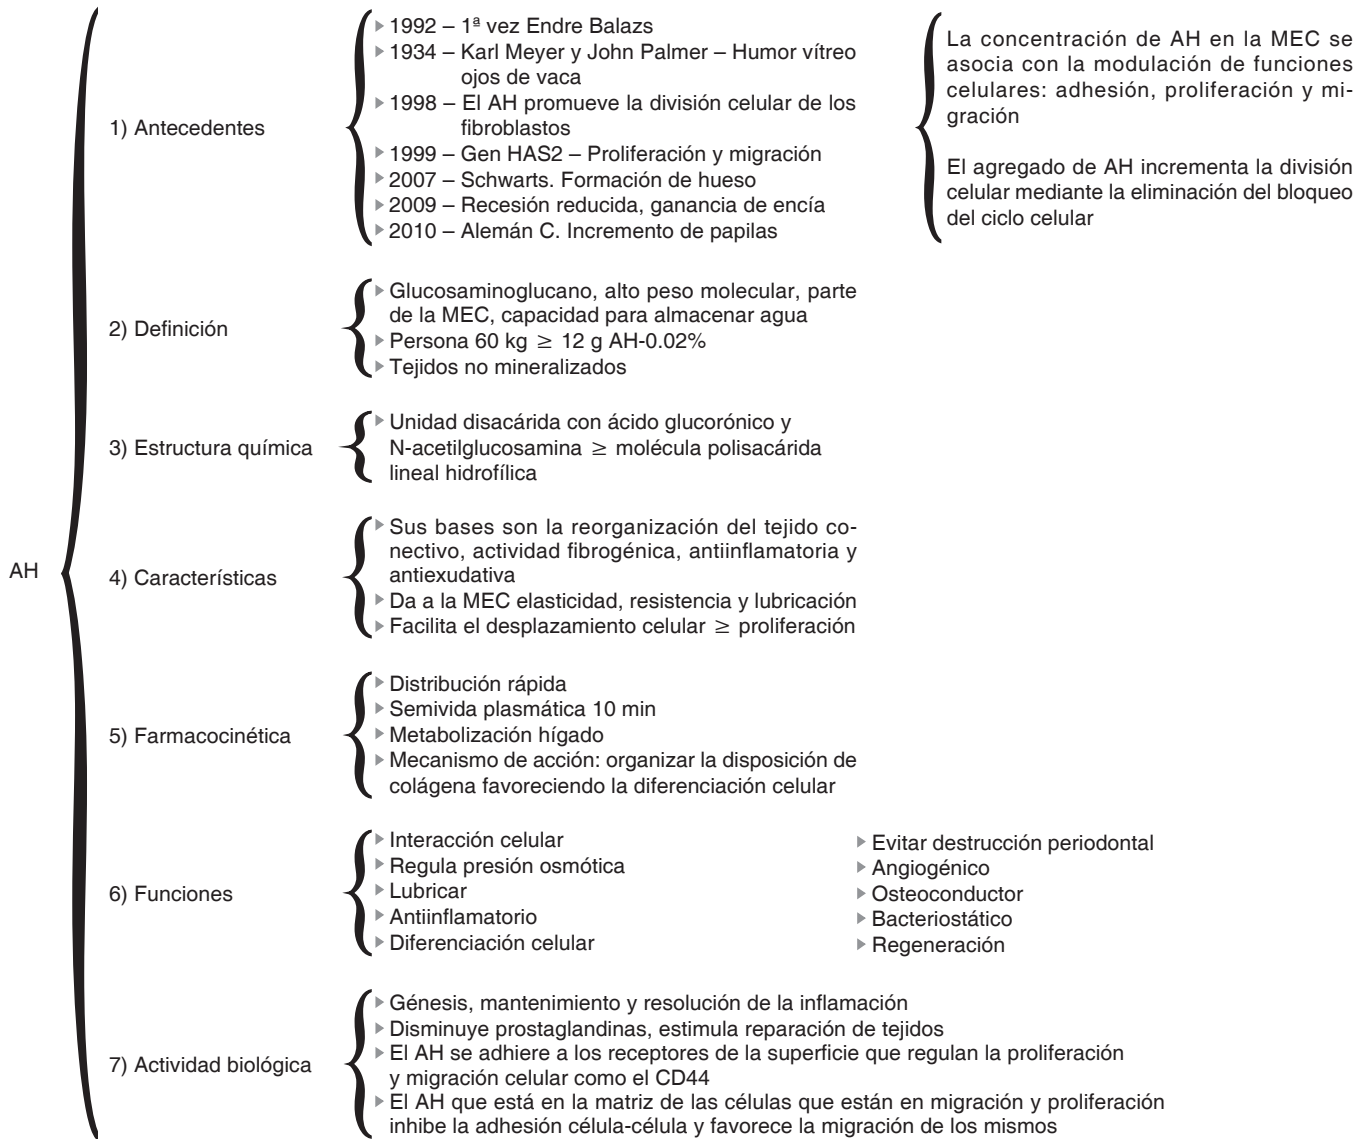 AH
1) Antecedentes
1992 – 1ª vez Endre Balazs
1934 – Karl Meyer y John Palmer – Humor vítreo
ojos de vaca
1998 – El AH promueve la división celular de los
fibroblastos
1999 – Gen HAS2 – Proliferación y migración
2007 – Schwarts. Formación de hueso
2009 – Recesión reducida, ganancia de encía
2010 – Alemán C. Incremento de papilas
La concentración de AH en la MEC se
asocia con la modulación de funciones
celulares: adhesión, proliferación y mi-
gración
El agregado de AH incrementa la división
celular mediante la eliminación del bloqueo
del ciclo celular
2) Definición
Glucosaminoglucano, alto peso molecular, parte
de la MEC, capacidad para almacenar agua
Persona 60 kg ≥ 12 g AH-0.02%
Tejidos no mineralizados
3) Estructura química
Unidad disacárida con ácido glucorónico y
N-acetilglucosamina ≥ molécula polisacárida
lineal hidrofílica
4) Característícas
Sus bases son la reorganización del tejido co-
nectivo, actividad fibrogénica, antiinflamatoria y
antiexudativa
Da a la MEC elasticidad, resistencia y lubricación
Facilita el desplazamiento celular ≥ proliferación
5) Farmacocinética
Distribución rápida
Semivida plasmática 10 min
Metabolización hígado
Mecanismo de acción: organizar la disposición de
colágena favoreciendo la diferenciación celular
6) Funciones
Interacción celular
Regula presión osmótica
Lubricar
Antiinflamatorio
Diferenciación celular
Evitar destrucción periodontal
Angiogénico
Osteoconductor
Bacteriostático
Regeneración
7) Actividad biológica
Génesis, mantenimiento y resolución de la inflamación
Disminuye prostaglandinas, estimula reparación de tejidos
El AH se adhiere a los receptores de la superficie que regulan la proliferación
y migración celular como el CD44
El AH que está en la matriz de las células que están en migración y proliferación
inhibe la adhesión célula-célula y favorece la migración de los mismos